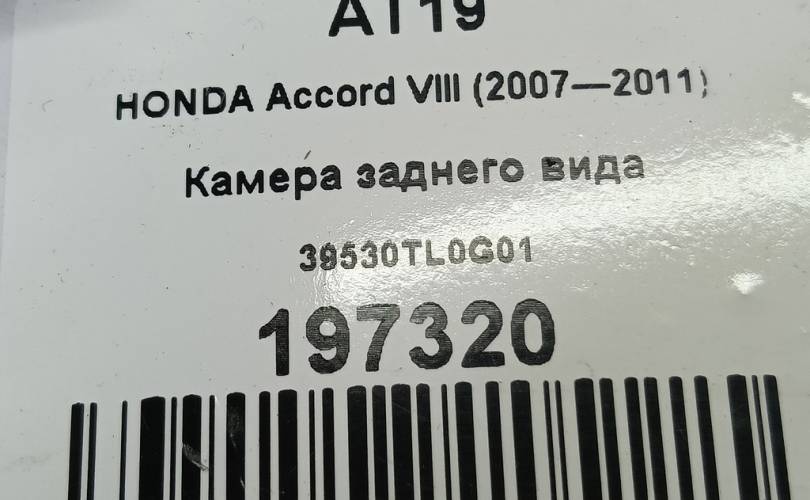 AT19
HONDA Accord VIII (2007—2011)
Камера заднего вида
39530TL0G01
197320